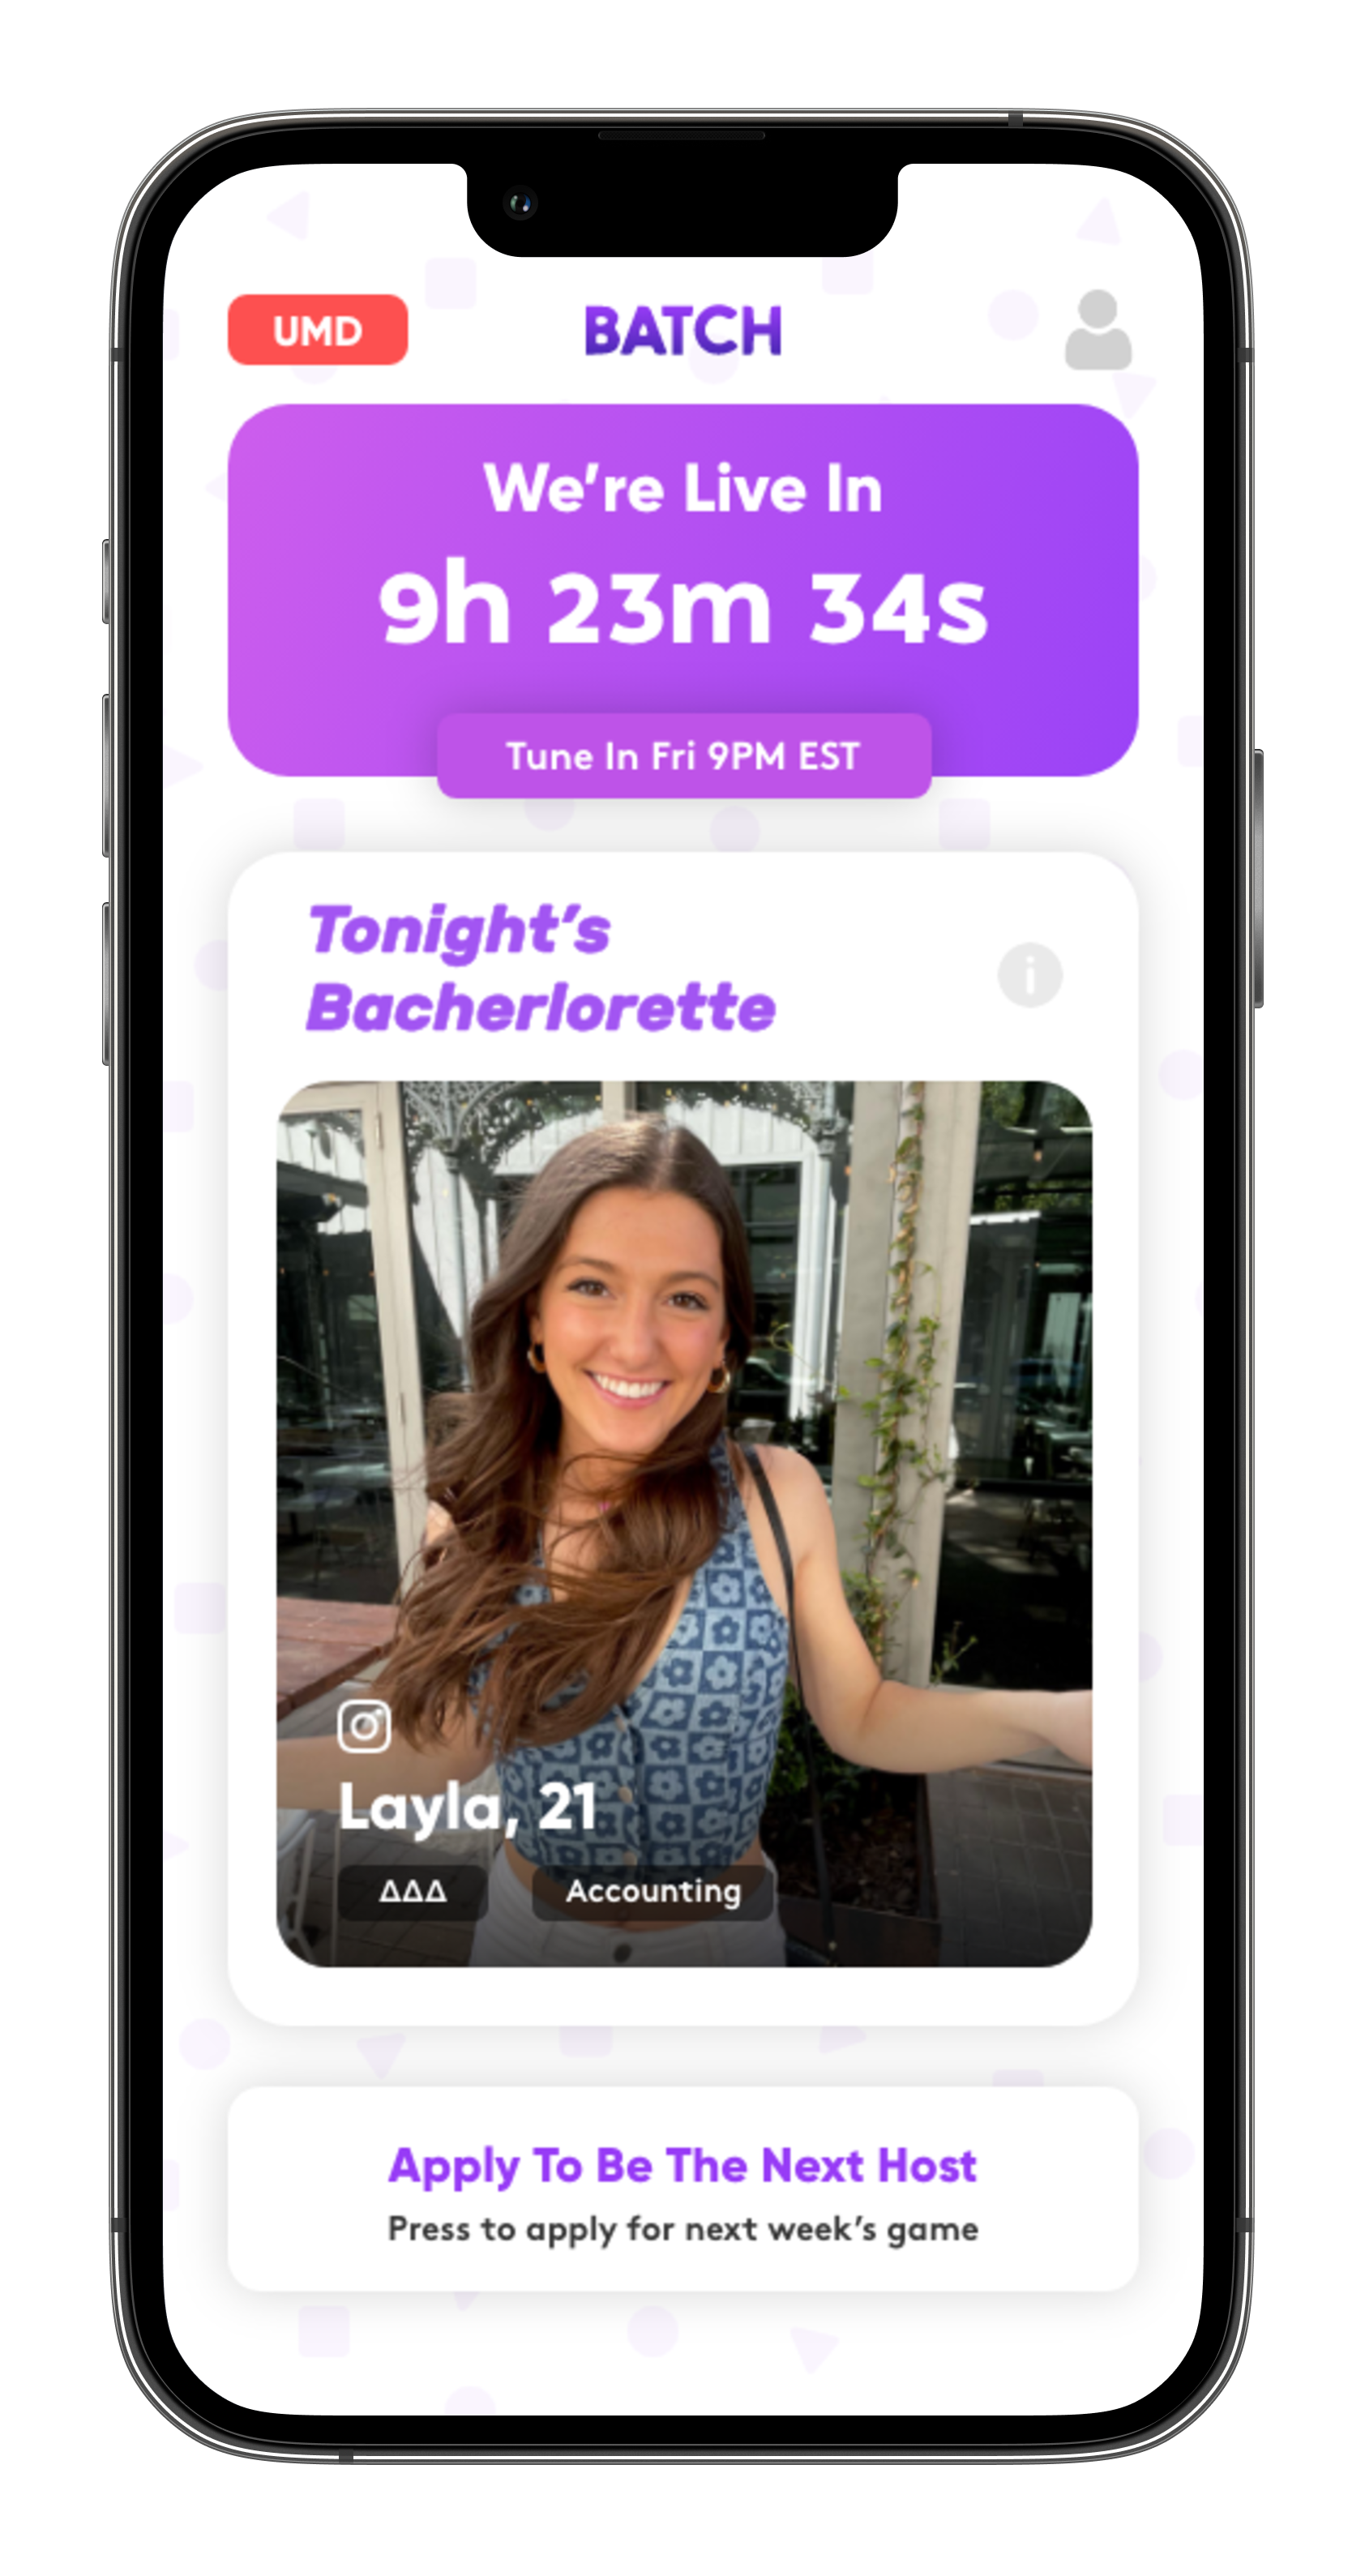 UMD
BATCH
We’re Live In
9h 23m 34s
Tune In Fri 9PM EST
Tonight’s
Bacherlorette
i
Layla, 21
ΔΔΔ
Accounting
Apply To Be The Next Host
Press to apply for next week’s game